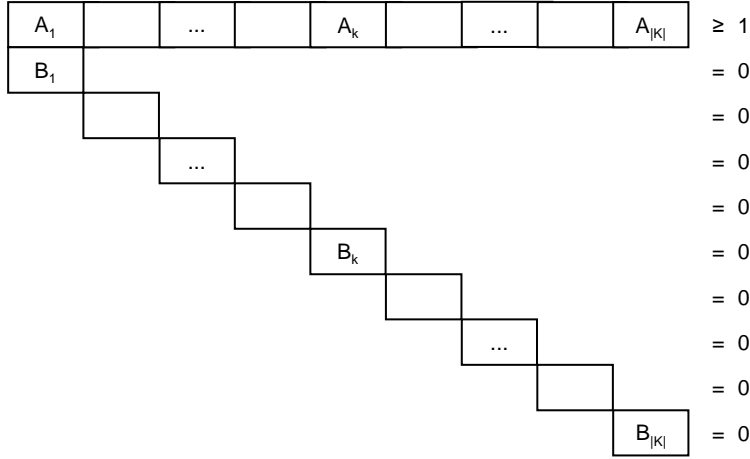 A₁ ... Aₖ ... A|K| ≥ 1
B₁ = 0
= 0
... = 0
= 0
Bₖ = 0
= 0
... = 0
= 0
B|K| = 0